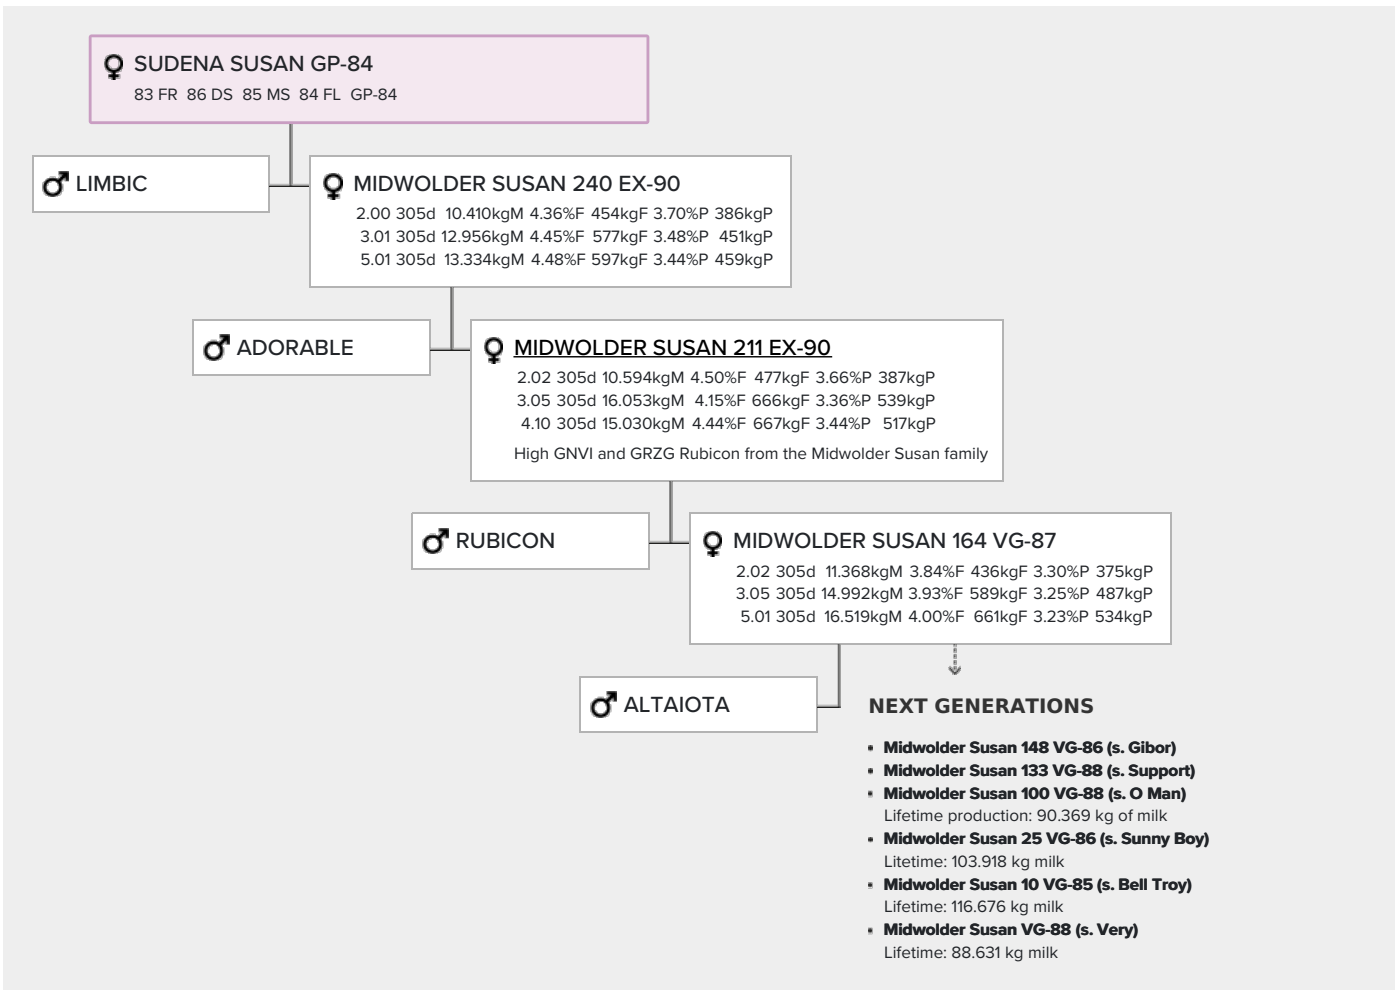 SUDENA SUSAN GP-84
83 FR 86 DS 85 MS 84 FL GP-84
LIMBIC
MIDWOLDER SUSAN 240 EX-90
2.00 305d 10.410kgM 4.36%F 454kgF 3.70%P 386kgP
3.01 305d 12.956kgM 4.45%F 577kgF 3.48%P 451kgP
5.01 305d 13.334kgM 4.48%F 597kgF 3.44%P 459kgP
ADORABLE
MIDWOLDER SUSAN 211 EX-90
2.02 305d 10.594kgM 4.50%F 477kgF 3.66%P 387kgP
3.05 305d 16.053kgM 4.15%F 666kgF 3.36%P 539kgP
4.10 305d 15.030kgM 4.44%F 667kgF 3.44%P 517kgP
High GNVI and GRZG Rubicon from the Midwolder Susan family
RUBICON
MIDWOLDER SUSAN 164 VG-87
2.02 305d 11.368kgM 3.84%F 436kgF 3.30%P 375kgP
3.05 305d 14.992kgM 3.93%F 589kgF 3.25%P 487kgP
5.01 305d 16.519kgM 4.00%F 661kgF 3.23%P 534kgP
ALTAIOTA
NEXT GENERATIONS
Midwolder Susan 148 VG-86 (s. Gibor)
Midwolder Susan 133 VG-88 (s. Support)
Midwolder Susan 100 VG-88 (s. O Man)
Lifetime production: 90.369 kg of milk
Midwolder Susan 25 VG-86 (s. Sunny Boy)
Litetime: 103.918 kg milk
Midwolder Susan 10 VG-85 (s. Bell Troy)
Lifetime: 116.676 kg milk
Midwolder Susan VG-88 (s. Very)
Lifetime: 88.631 kg milk